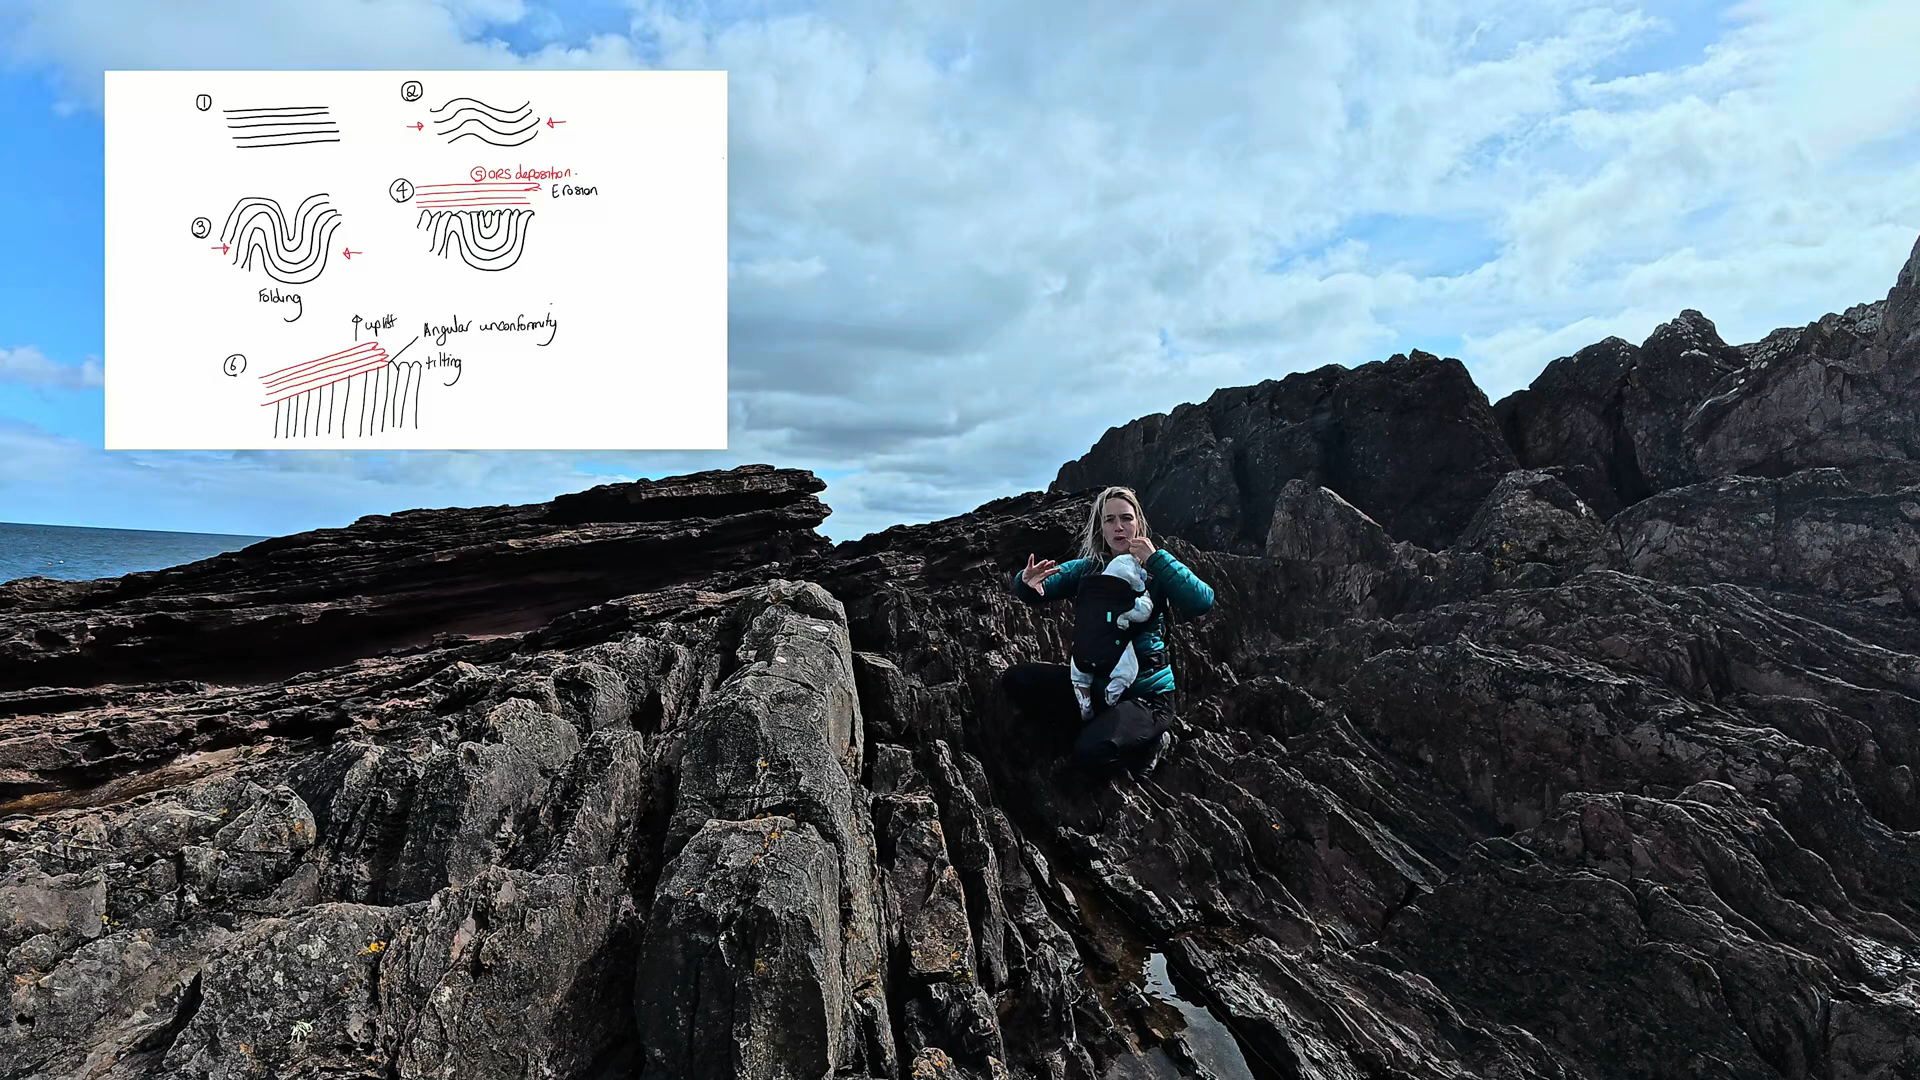 ①
②
⑤ ORS deposition.
④
Erosion
③
Folding
↑ uplift
Angular unconformity
⑥
tilting